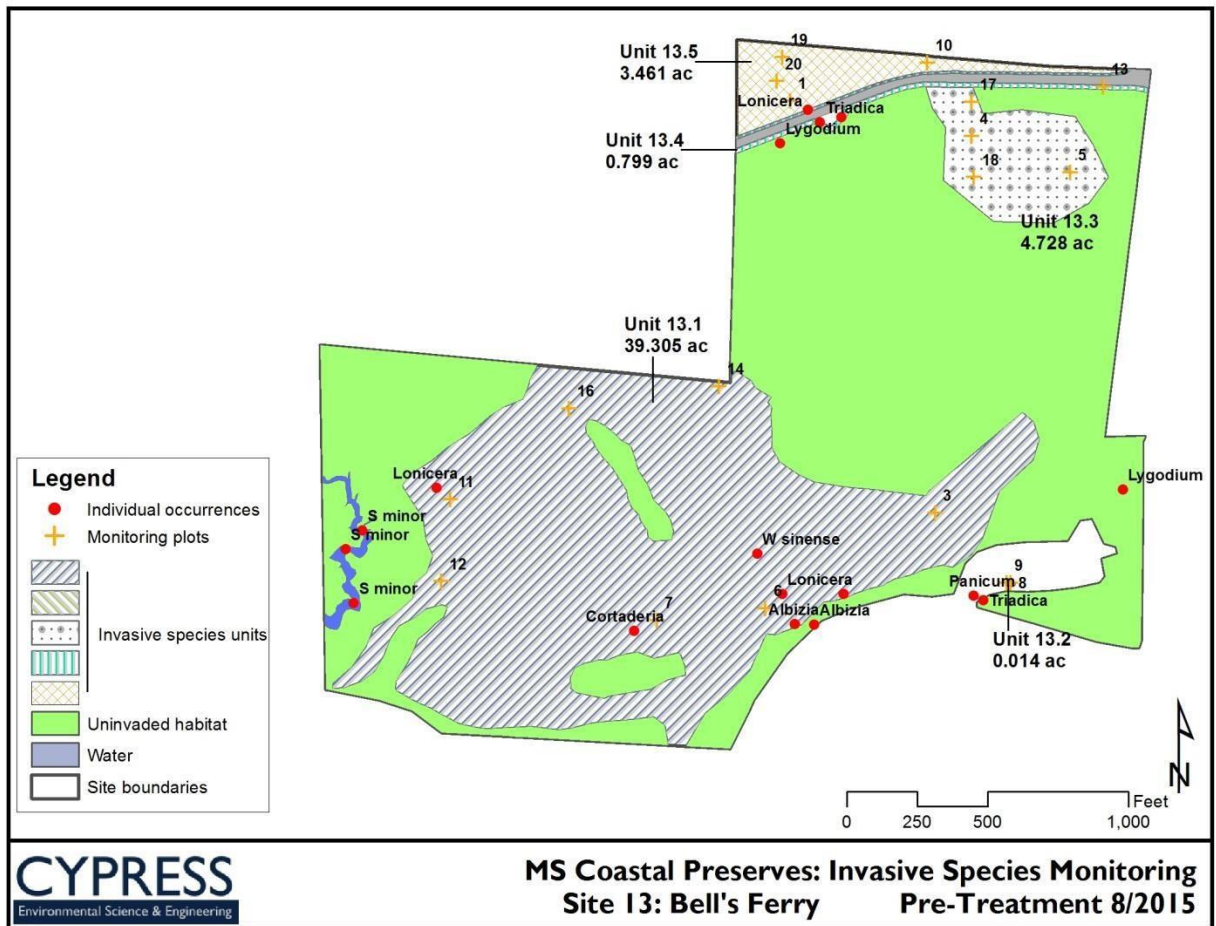 19
10
Unit 13.5
3.461 ac
20
13
17
1
Lonicera
Triadica
4
Lygodium
Unit 13.4
0.799 ac
18
5
Unit 13.3
4.728 ac
Unit 13.1
39.305 ac
14
16
Lonicera
11
Lygodium
3
S minor
S minor
W sinense
12
9
S minor
Lonicera
Panicum
8
6
Triadica
Cortaderia
7
Albizia
Albizia
Unit 13.2
0.014 ac
Legend
Individual occurrences
Monitoring plots
Invasive species units
Uninvaded habitat
Water
Site boundaries
N
Feet
0 250 500 1,000
CYPRESS
Environmental Science & Engineering
MS Coastal Preserves: Invasive Species Monitoring
Site 13: Bell's Ferry Pre-Treatment 8/2015